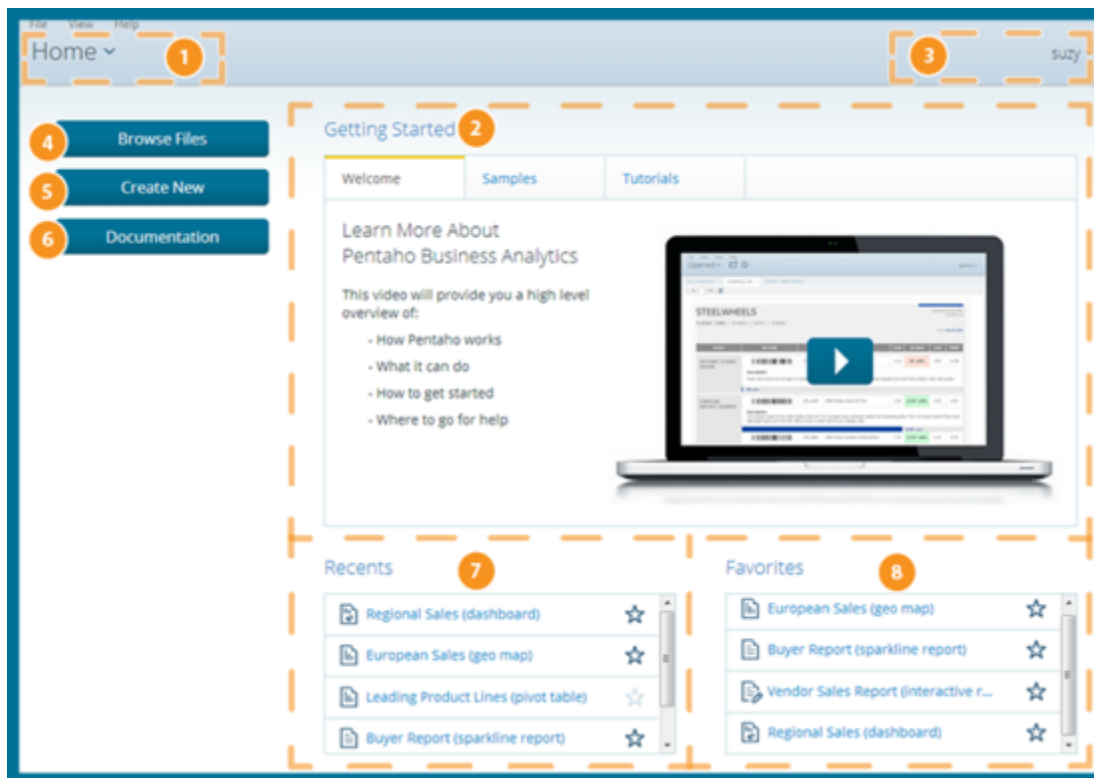 File View Help
Home
1
3
suzy
4
Browse Files
5
Create New
6
Documentation
Getting Started
2
Welcome
Samples
Tutorials
Learn More About
Pentaho Business Analytics
This video will provide you a high level
overview of:
- How Pentaho works
- What it can do
- How to get started
- Where to go for help
Opened
STEELWHEELS
Recents
7
Regional Sales (dashboard)
European Sales (geo map)
Leading Product Lines (pivot table)
Buyer Report (sparkline report)
Favorites
8
European Sales (geo map)
Buyer Report (sparkline report)
Vendor Sales Report (interactive r...
Regional Sales (dashboard)